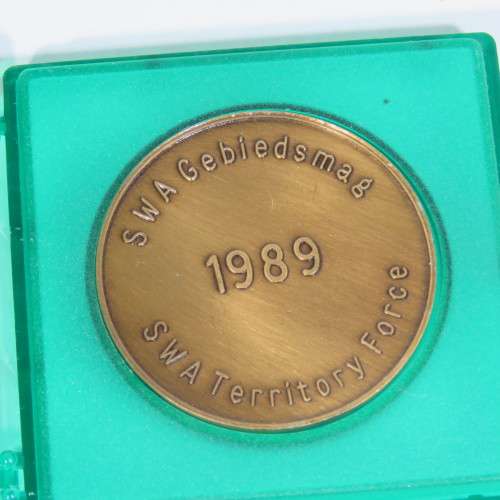 SWA Gebiedsmag
1989
SWA Territory Force